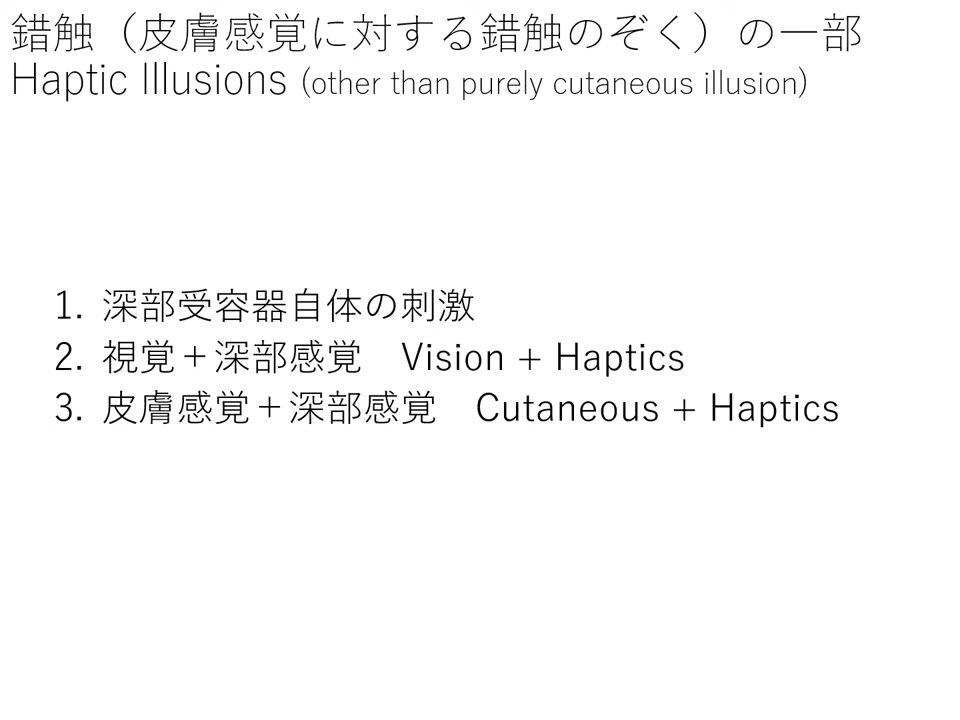 錯触（皮膚感覚に対する錯触のぞく）の一部
Haptic Illusions (other than purely cutaneous illusion)
1. 深部受容器自体の刺激
2. 視覚＋深部感覚　Vision + Haptics
3. 皮膚感覚＋深部感覚　Cutaneous + Haptics